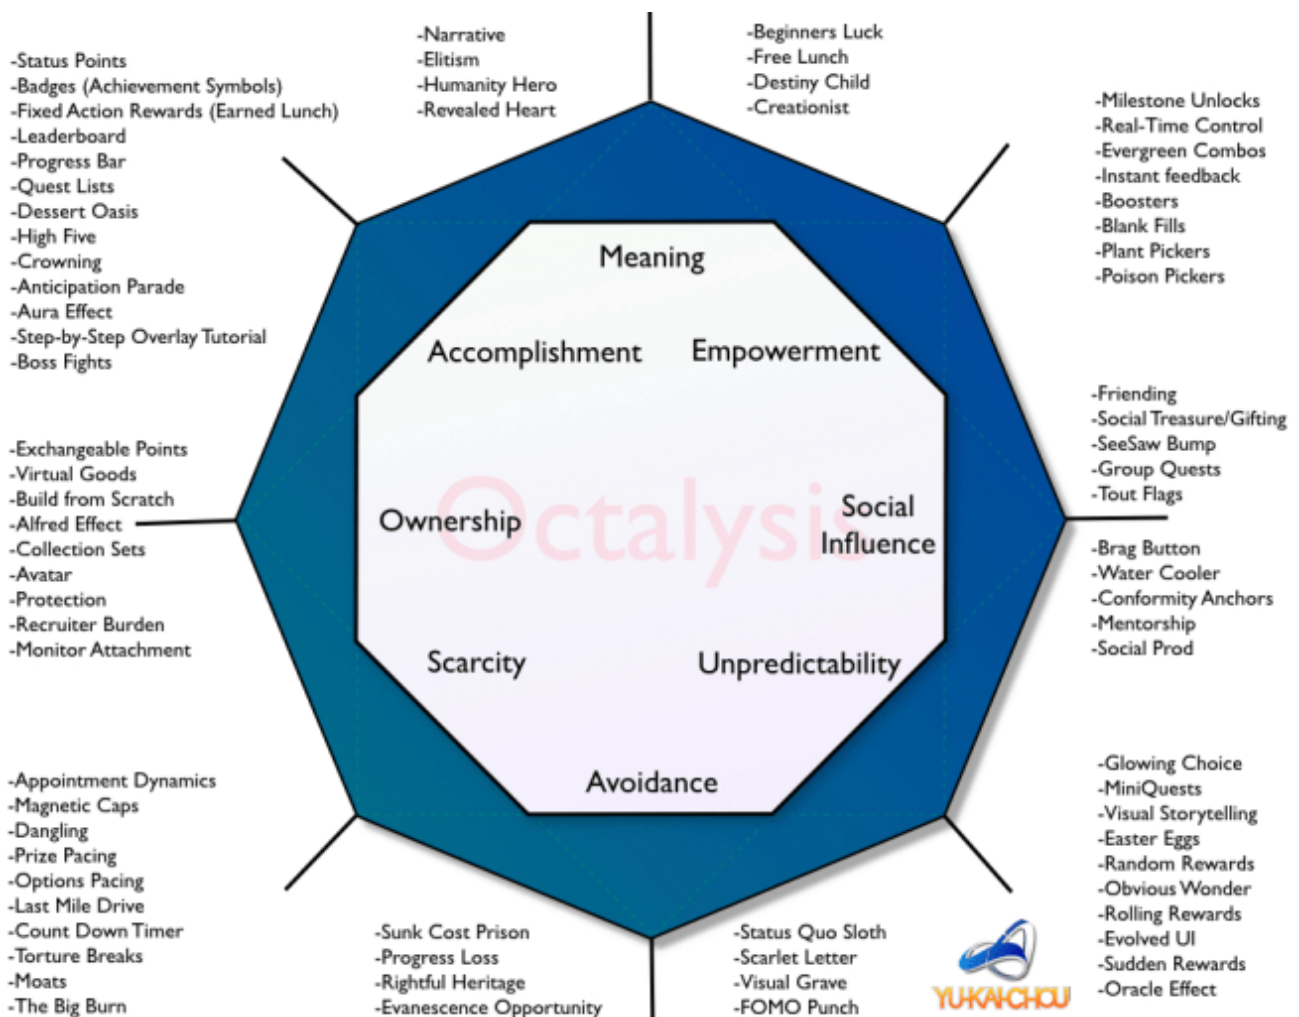 -Narrative
-Elitism
-Humanity Hero
-Revealed Heart
-Beginners Luck
-Free Lunch
-Destiny Child
-Creationist
-Status Points
-Badges (Achievement Symbols)
-Fixed Action Rewards (Earned Lunch)
-Leaderboard
-Progress Bar
-Quest Lists
-Dessert Oasis
-High Five
-Crowning
-Anticipation Parade
-Aura Effect
-Step-by-Step Overlay Tutorial
-Boss Fights
-Milestone Unlocks
-Real-Time Control
-Evergreen Combos
-Instant feedback
-Boosters
-Blank Fills
-Plant Pickers
-Poison Pickers
Meaning
Accomplishment
Empowerment
Ownership
Octalysis
Social
Influence
Scarcity
Unpredictability
Avoidance
-Exchangeable Points
-Virtual Goods
-Build from Scratch
-Alfred Effect
-Collection Sets
-Avatar
-Protection
-Recruiter Burden
-Monitor Attachment
-Friending
-Social Treasure/Gifting
-SeeSaw Bump
-Group Quests
-Tout Flags
-Brag Button
-Water Cooler
-Conformity Anchors
-Mentorship
-Social Prod
-Appointment Dynamics
-Magnetic Caps
-Dangling
-Prize Pacing
-Options Pacing
-Last Mile Drive
-Count Down Timer
-Torture Breaks
-Moats
-The Big Burn
-Sunk Cost Prison
-Progress Loss
-Rightful Heritage
-Evanescence Opportunity
-Status Quo Sloth
-Scarlet Letter
-Visual Grave
-FOMO Punch
-Glowing Choice
-MiniQuests
-Visual Storytelling
-Easter Eggs
-Random Rewards
-Obvious Wonder
-Rolling Rewards
-Evolved UI
-Sudden Rewards
-Oracle Effect
YU-KAI-CHOU